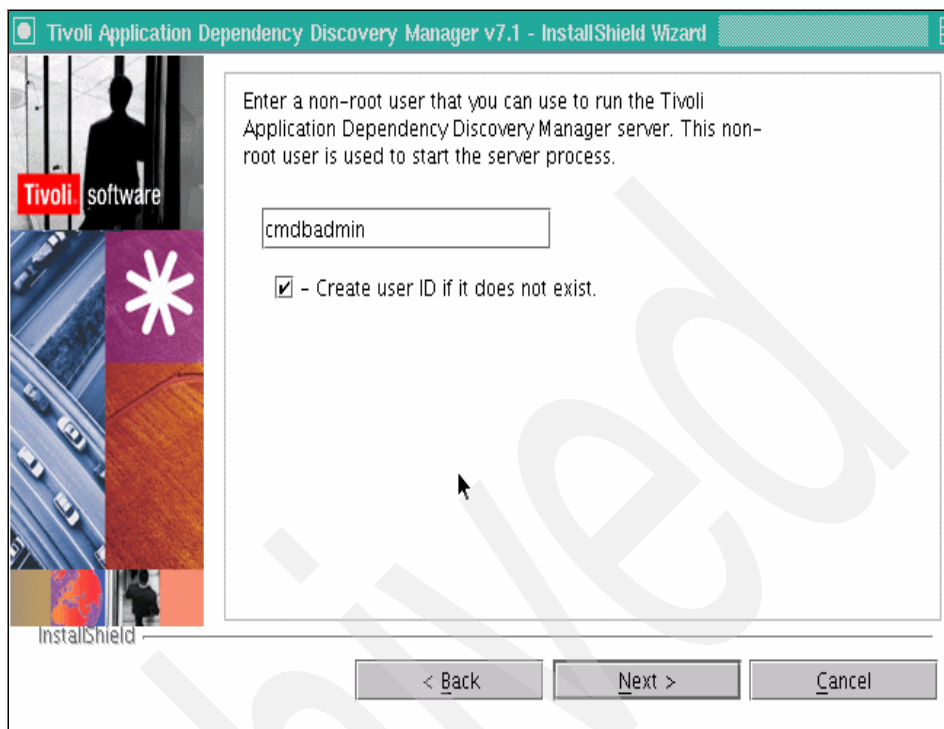 Tivoli Application Dependency Discovery Manager v7.1 - InstallShield Wizard
Enter a non-root user that you can use to run the Tivoli
Application Dependency Discovery Manager server. This non-
root user is used to start the server process.
Tivoli. software
cmdbadmin
- Create user ID if it does not exist.
InstallShield
< Back
Next >
Cancel